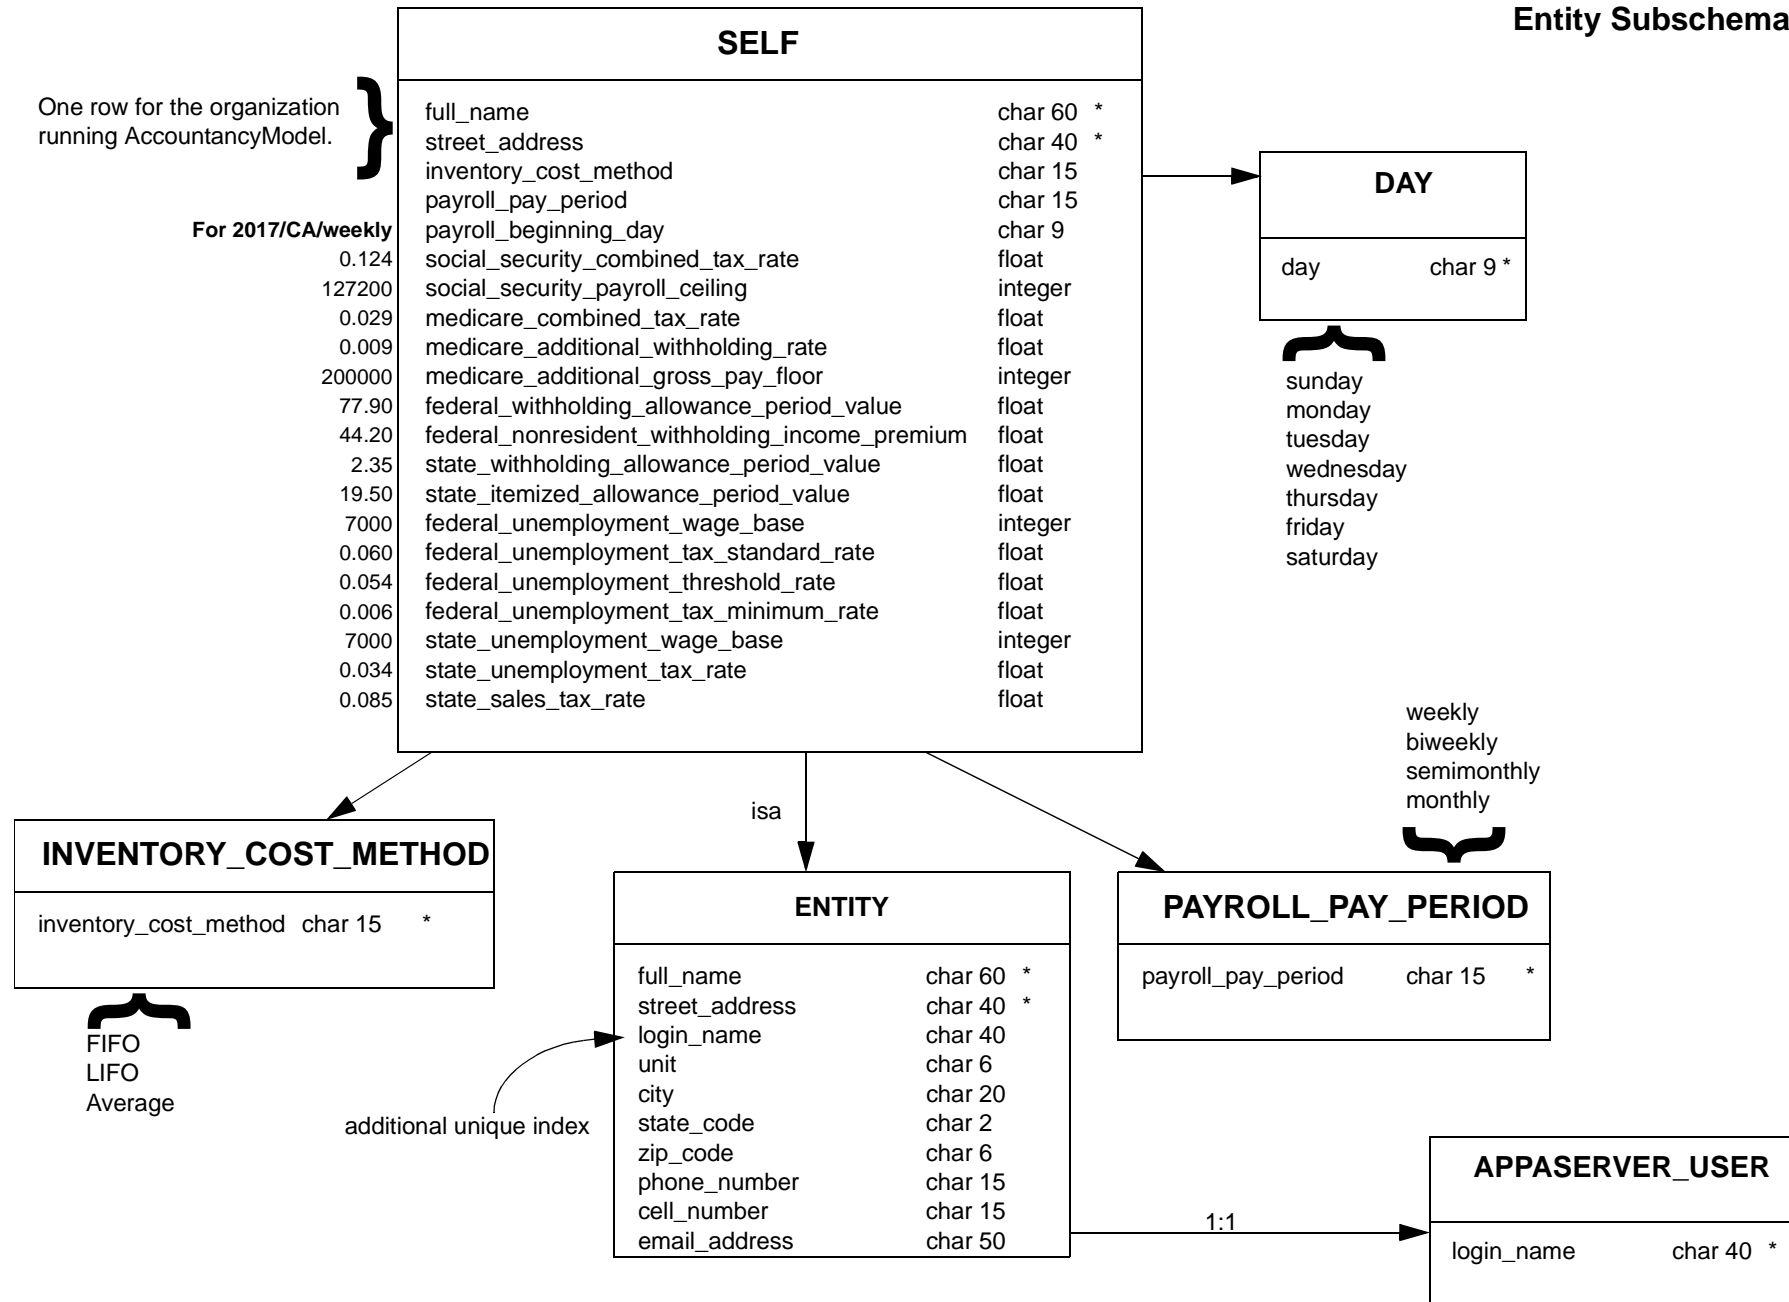 Entity Subschema
SELF
One row for the organization
running AccountancyModel.
full_name char 60 *
street_address char 40 *
inventory_cost_method char 15
payroll_pay_period char 15
For 2017/CA/weekly payroll_beginning_day char 9
0.124 social_security_combined_tax_rate float
127200 social_security_payroll_ceiling integer
0.029 medicare_combined_tax_rate float
0.009 medicare_additional_withholding_rate float
200000 medicare_additional_gross_pay_floor integer
77.90 federal_withholding_allowance_period_value float
44.20 federal_nonresident_withholding_income_premium float
2.35 state_withholding_allowance_period_value float
19.50 state_itemized_allowance_period_value float
7000 federal_unemployment_wage_base integer
0.060 federal_unemployment_tax_standard_rate float
0.054 federal_unemployment_threshold_rate float
0.006 federal_unemployment_tax_minimum_rate float
7000 state_unemployment_wage_base integer
0.034 state_unemployment_tax_rate float
0.085 state_sales_tax_rate float
DAY
day char 9 *
sunday
monday
tuesday
wednesday
thursday
friday
saturday
weekly
biweekly
semimonthly
monthly
isa
INVENTORY_COST_METHOD
inventory_cost_method char 15 *
FIFO
LIFO
Average
ENTITY
full_name char 60 *
street_address char 40 *
login_name char 40
unit char 6
city char 20
state_code char 2
zip_code char 6
phone_number char 15
cell_number char 15
email_address char 50
additional unique index
PAYROLL_PAY_PERIOD
payroll_pay_period char 15 *
1:1
APPASERVER_USER
login_name char 40 *